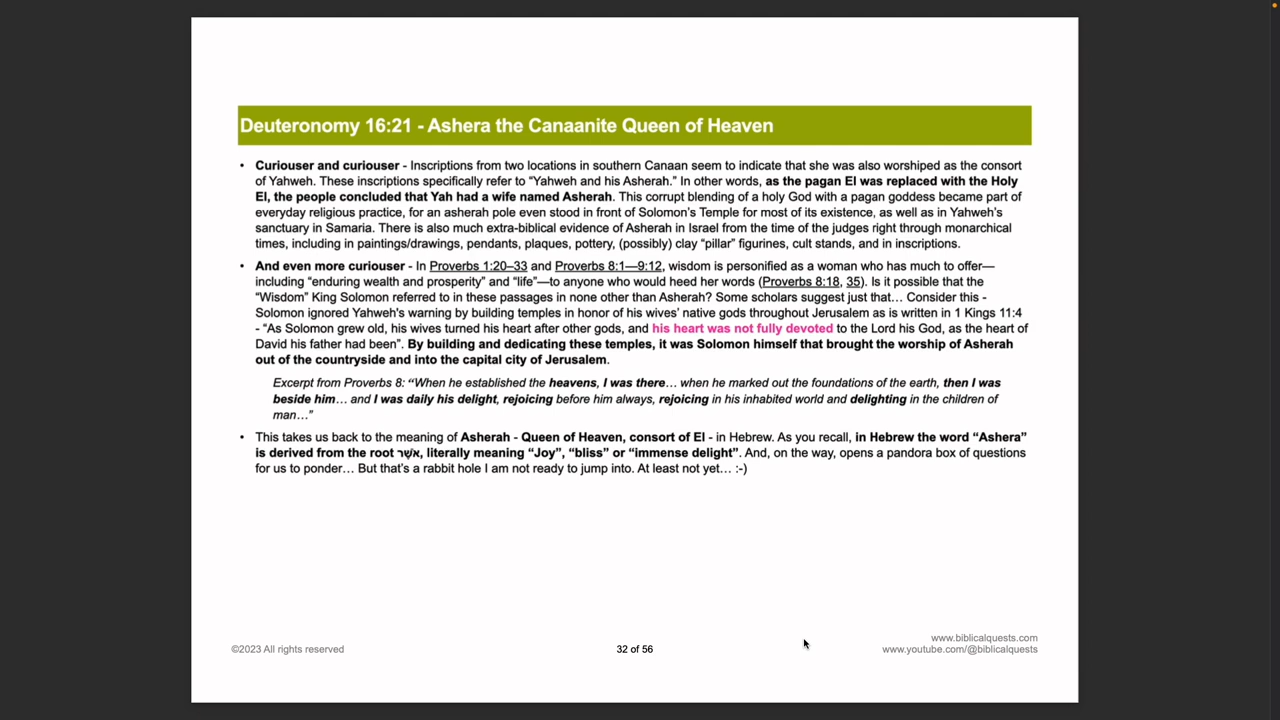 Deuteronomy 16:21 - Ashera the Canaanite Queen of Heaven
• Curiouser and curiouser - Inscriptions from two locations in southern Canaan seem to indicate that she was also worshiped as the consort
of Yahweh. These inscriptions specifically refer to “Yahweh and his Asherah.” In other words, as the pagan El was replaced with the Holy
El, the people concluded that Yah had a wife named Asherah. This corrupt blending of a holy God with a pagan goddess became part of
everyday religious practice, for an asherah pole even stood in front of Solomon’s Temple for most of its existence, as well as in Yahweh’s
sanctuary in Samaria. There is also much extra-biblical evidence of Asherah in Israel from the time of the judges right through monarchical
times, including in paintings/drawings, pendants, plaques, pottery, (possibly) clay “pillar” figurines, cult stands, and in inscriptions.
• And even more curiouser - In Proverbs 1:20–33 and Proverbs 8:1—9:12, wisdom is personified as a woman who has much to offer—
including “enduring wealth and prosperity” and “life”—to anyone who would heed her words (Proverbs 8:18, 35). Is it possible that the
“Wisdom” King Solomon referred to in these passages in none other than Asherah? Some scholars suggest just that… Consider this -
Solomon ignored Yahweh's warning by building temples in honor of his wives’ native gods throughout Jerusalem as is written in 1 Kings 11:4
- “As Solomon grew old, his wives turned his heart after other gods, and his heart was not fully devoted to the Lord his God, as the heart of
David his father had been”. By building and dedicating these temples, it was Solomon himself that brought the worship of Asherah
out of the countryside and into the capital city of Jerusalem.
Excerpt from Proverbs 8: “When he established the heavens, I was there… when he marked out the foundations of the earth, then I was
beside him… and I was daily his delight, rejoicing before him always, rejoicing in his inhabited world and delighting in the children of
man…”
• This takes us back to the meaning of Asherah - Queen of Heaven, consort of El - in Hebrew. As you recall, in Hebrew the word “Ashera”
is derived from the root אשׁר, literally meaning “Joy”, “bliss” or “immense delight”. And, on the way, opens a pandora box of questions
for us to ponder… But that’s a rabbit hole I am not ready to jump into. At least not yet… :-)
www.biblicalquests.com
©2023 All rights reserved 32 of 56 www.youtube.com/@biblicalquests